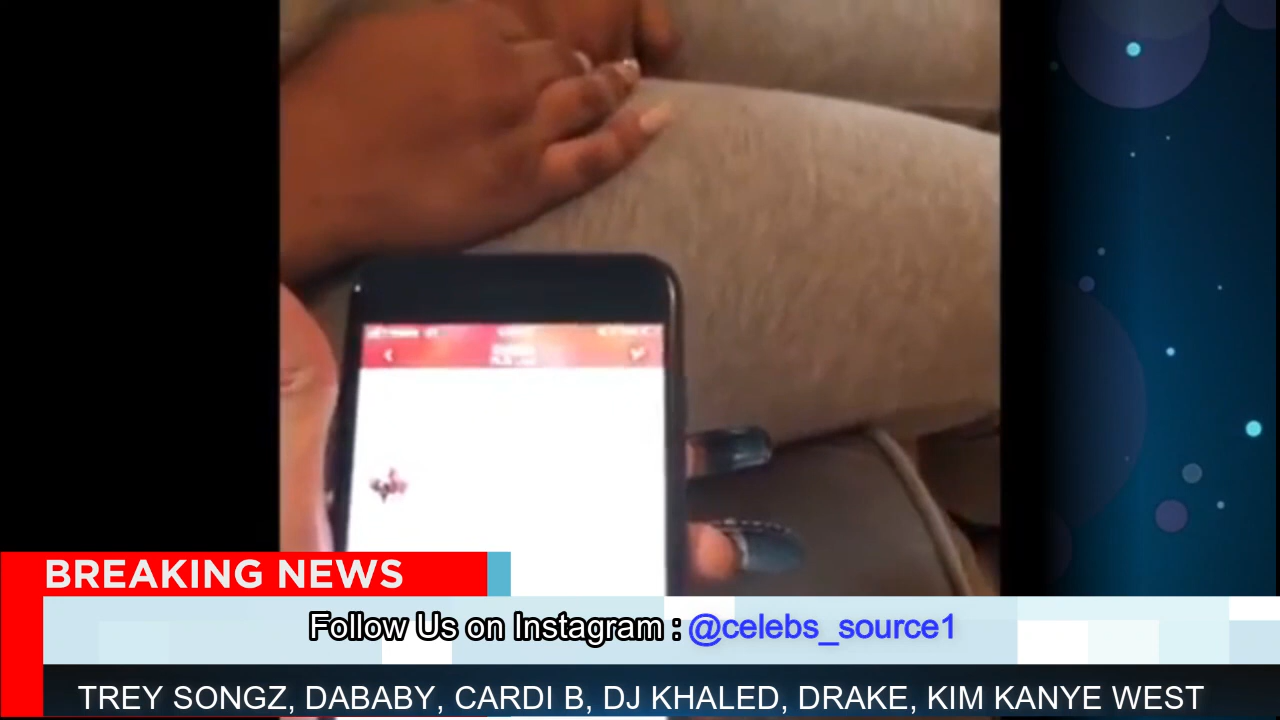 BREAKING NEWS
Follow Us on Instagram : @celebs_source1
TREY SONGZ, DABABY, CARDI B, DJ KHALED, DRAKE, KIM KANYE WEST